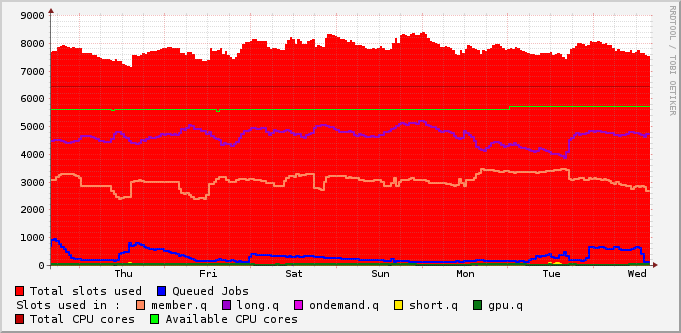 9000
8000
7000
6000
5000
4000
3000
2000
1000
0
Thu Fri Sat Sun Mon Tue Wed
RRDTOOL / TOBI OETIKER
Total slots used Queued Jobs
Slots used in : member.q long.q ondemand.q short.q gpu.q
Total CPU cores Available CPU cores